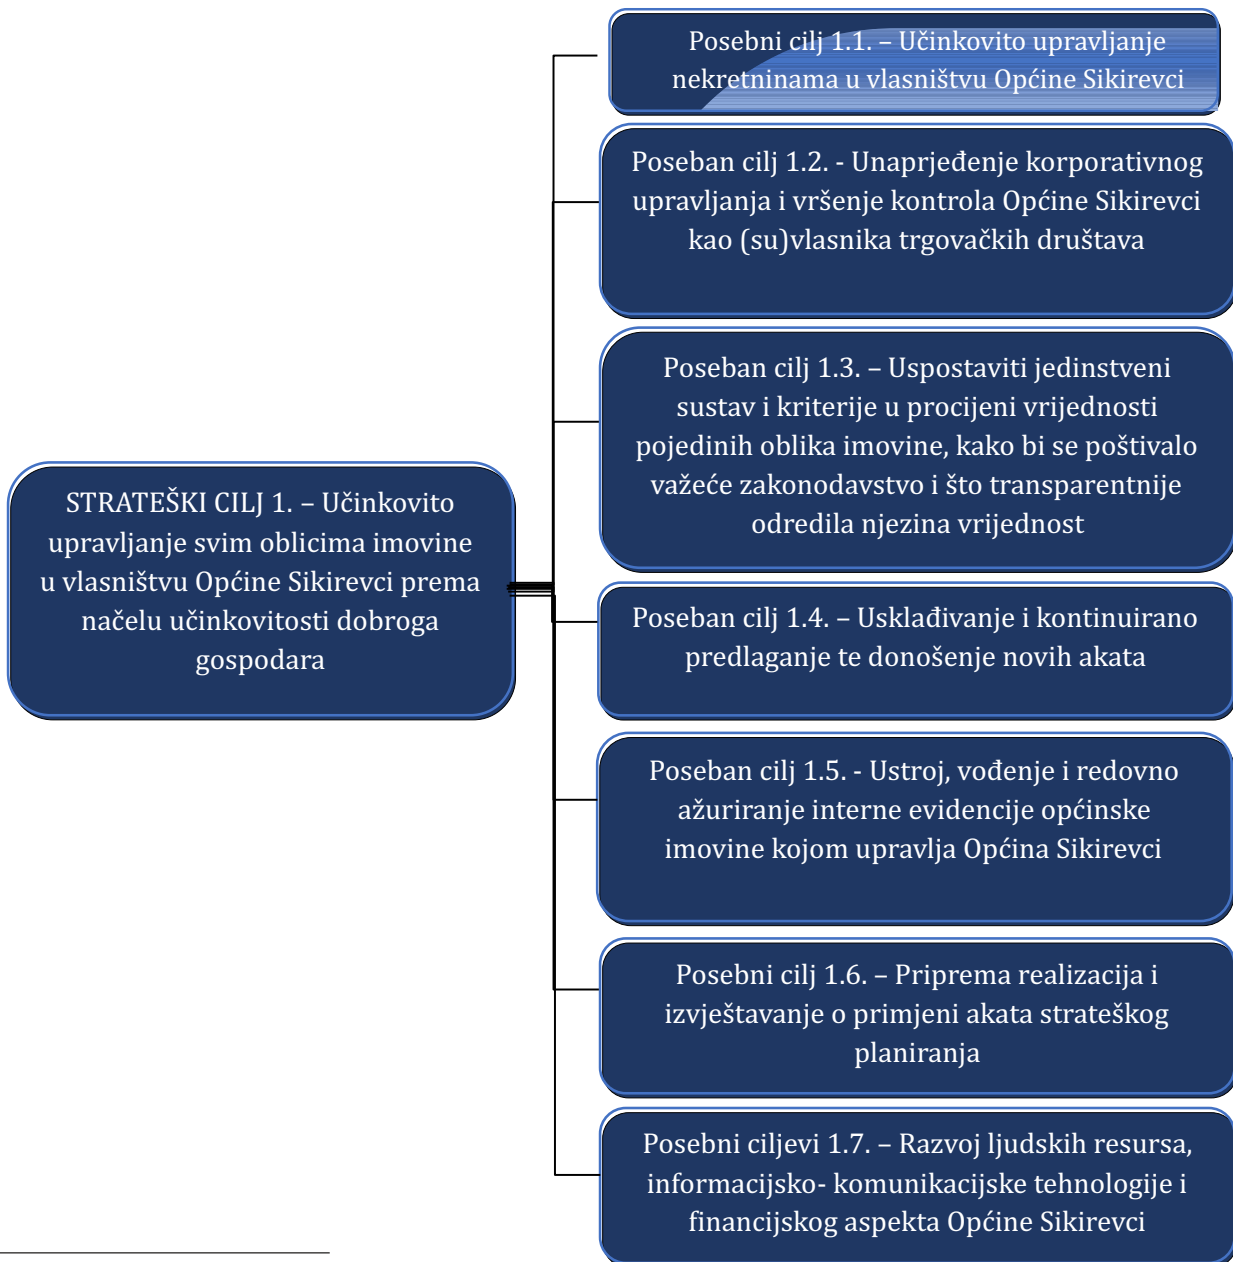 Posebni cilj 1.1. – Učinkovito upravljanje
nekretninama u vlasništvu Općine Sikirevci
Poseban cilj 1.2. - Unaprjeđenje korporativnog
upravljanja i vršenje kontrola Općine Sikirevci
kao (su)vlasnika trgovačkih društava
Poseban cilj 1.3. – Uspostaviti jedinstveni
sustav i kriterije u procijeni vrijednosti
pojedinih oblika imovine, kako bi se poštivalo
važeće zakonodavstvo i što transparentnije
odredila njezina vrijednost
STRATEŠKI CILJ 1. – Učinkovito
upravljanje svim oblicima imovine
u vlasništvu Općine Sikirevci prema
načelu učinkovitosti dobroga
gospodara
Poseban cilj 1.4. – Usklađivanje i kontinuirano
predlaganje te donošenje novih akata
Poseban cilj 1.5. - Ustroj, vođenje i redovno
ažuriranje interne evidencije općinske
imovine kojom upravlja Općina Sikirevci
Posebni cilj 1.6. – Priprema realizacija i
izvještavanje o primjeni akata strateškog
planiranja
Posebni ciljevi 1.7. – Razvoj ljudskih resursa,
informacijsko- komunikacijske tehnologije i
financijskog aspekta Općine Sikirevci